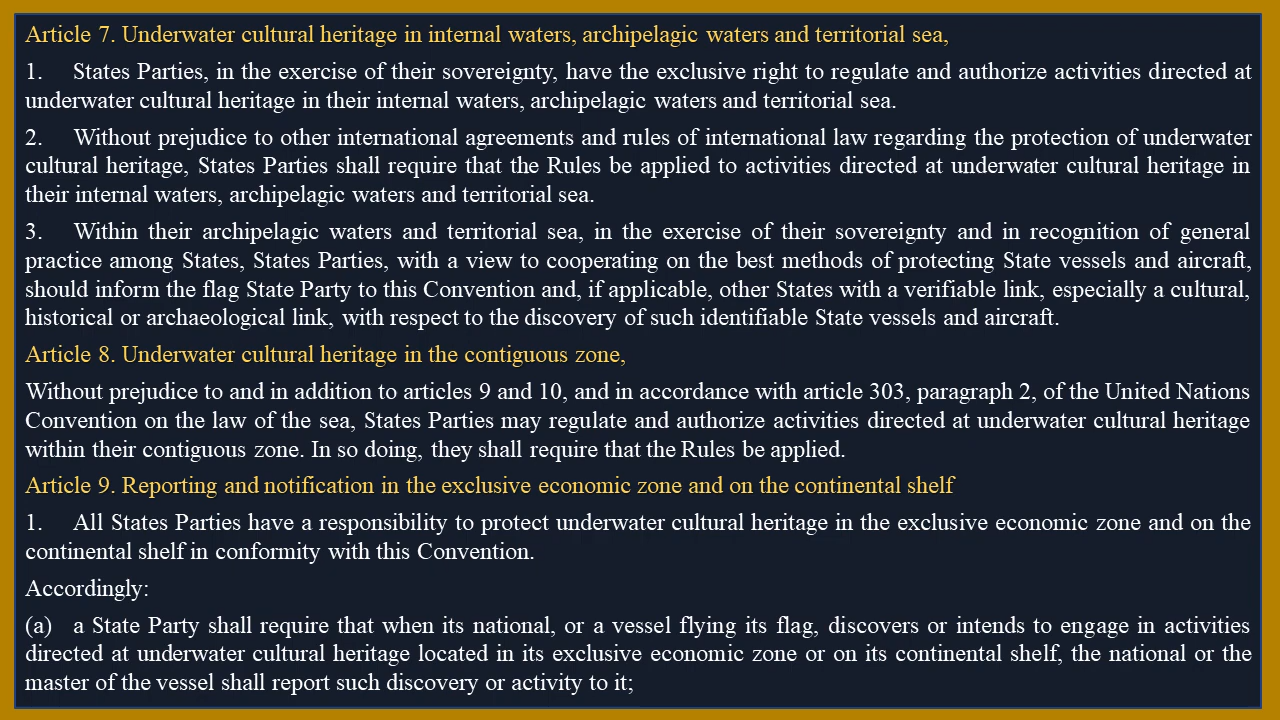 Article 7. Underwater cultural heritage in internal waters, archipelagic waters and territorial sea,
1. States Parties, in the exercise of their sovereignty, have the exclusive right to regulate and authorize activities directed at
underwater cultural heritage in their internal waters, archipelagic waters and territorial sea.
2. Without prejudice to other international agreements and rules of international law regarding the protection of underwater
cultural heritage, States Parties shall require that the Rules be applied to activities directed at underwater cultural heritage in
their internal waters, archipelagic waters and territorial sea.
3. Within their archipelagic waters and territorial sea, in the exercise of their sovereignty and in recognition of general
practice among States, States Parties, with a view to cooperating on the best methods of protecting State vessels and aircraft,
should inform the flag State Party to this Convention and, if applicable, other States with a verifiable link, especially a cultural,
historical or archaeological link, with respect to the discovery of such identifiable State vessels and aircraft.
Article 8. Underwater cultural heritage in the contiguous zone,
Without prejudice to and in addition to articles 9 and 10, and in accordance with article 303, paragraph 2, of the United Nations
Convention on the law of the sea, States Parties may regulate and authorize activities directed at underwater cultural heritage
within their contiguous zone. In so doing, they shall require that the Rules be applied.
Article 9. Reporting and notification in the exclusive economic zone and on the continental shelf
1. All States Parties have a responsibility to protect underwater cultural heritage in the exclusive economic zone and on the
continental shelf in conformity with this Convention.
Accordingly:
(a) a State Party shall require that when its national, or a vessel flying its flag, discovers or intends to engage in activities
directed at underwater cultural heritage located in its exclusive economic zone or on its continental shelf, the national or the
master of the vessel shall report such discovery or activity to it;